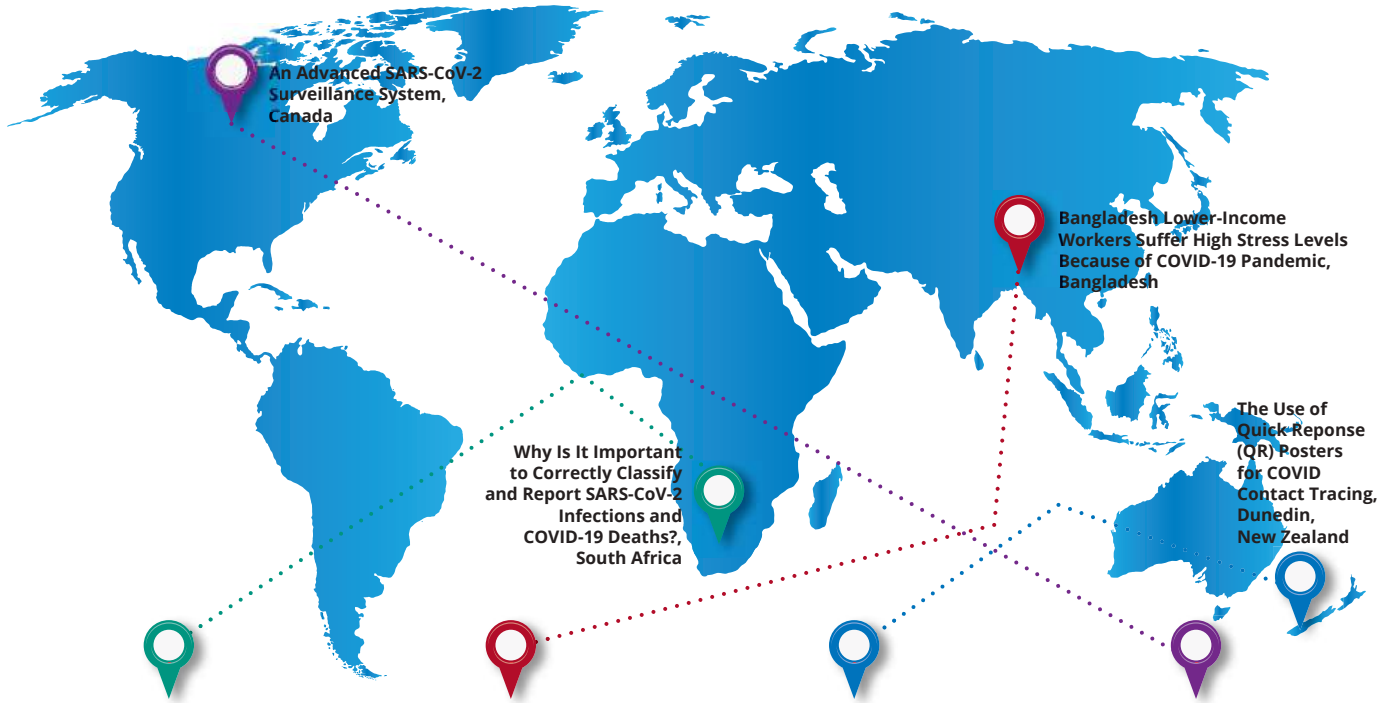 An Advanced SARS-CoV-2
Surveillance System,
Canada
Bangladesh Lower-Income
Workers Suffer High Stress Levels
Because of COVID-19 Pandemic,
Bangladesh
The Use of
Quick Reponse
(QR) Posters
for COVID
Contact Tracing,
Dunedin,
New Zealand
Why Is It Important
to Correctly Classify
and Report SARS-CoV-2
Infections and
COVID-19 Deaths?,
South Africa